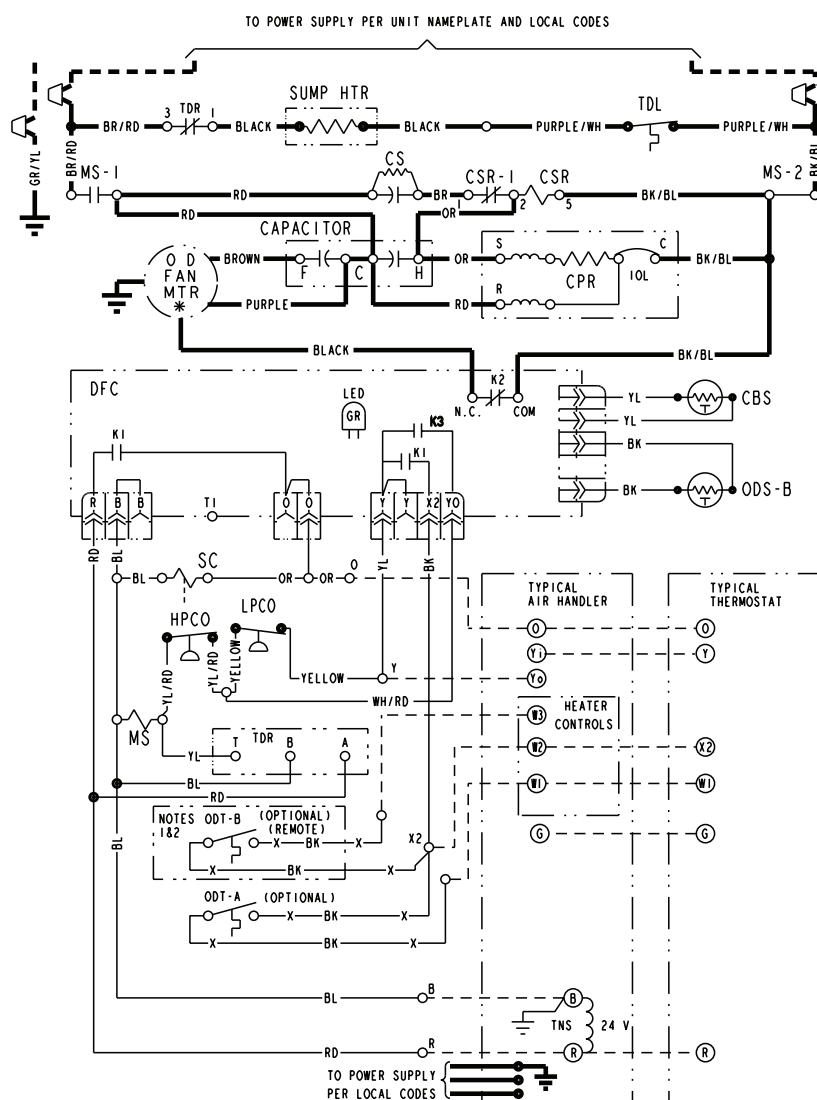 TO POWER SUPPLY PER UNIT NAMEPLATE AND LOCAL CODES
SUMP HTR
TDL
3 TDR 1
BR/RD
BLACK
BLACK
PURPLE/WH
PURPLE/WH
GR/YL
BR/RD
BK/BL
MS-1
CS
CSR-1
CSR
MS-2
RD
BR
1
2
5
BK/BL
RD
OR
CAPACITOR
O D
FAN
MTR
*
BROWN
F
C
H
OR
S
CPR
IOL
C
BK/BL
PURPLE
RD
R
BLACK
BK/BL
DFC
LED
GR
K2
N.C.
COM
YL
CBS
YL
BK
BK
ODS-B
K1
K3
K1
R
B
B
T1
O
O
Y
Y
X2
YO
RD
BL
YL
BK
BL
SC
OR
OR
O
TYPICAL
AIR HANDLER
TYPICAL
THERMOSTAT
HPCO
LPCO
O
O
Yi
Y
YL/RD
YL/RD
YELLOW
YELLOW
Y
Yo
WH/RD
W3
HEATER
CONTROLS
MS
TDR
T
B
A
YL
W2
X2
BL
W1
W1
RD
NOTES
1&2
ODT-B
(OPTIONAL)
(REMOTE)
X
BK
X
X2
G
G
BL
X
BK
X
ODT-A
(OPTIONAL)
X
BK
X
X
BK
X
BL
B
B
TNS
24 V
RD
R
R
R
TO POWER SUPPLY
PER LOCAL CODES